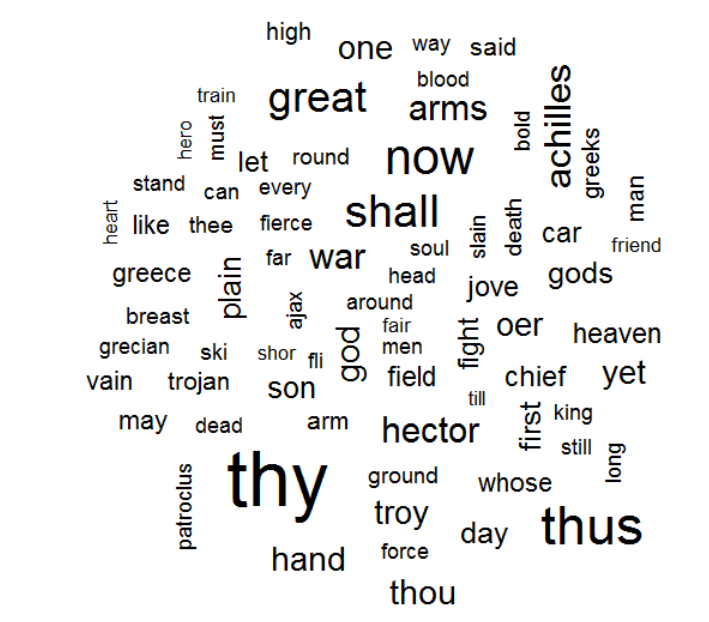 high
one way said
blood
train great arms
hero must bold achilles
let round now greeks
stand can every man
heart like thee fierce shall slain death car
friend
far war soul
greece plain head jove gods
breast ajax around
fair oer heaven
grecian ski shor fli god men fight
vain trojan son field chief yet
till
may dead arm hector first king
still
thy ground whose long
patroclus troy day thus
hand force
thou